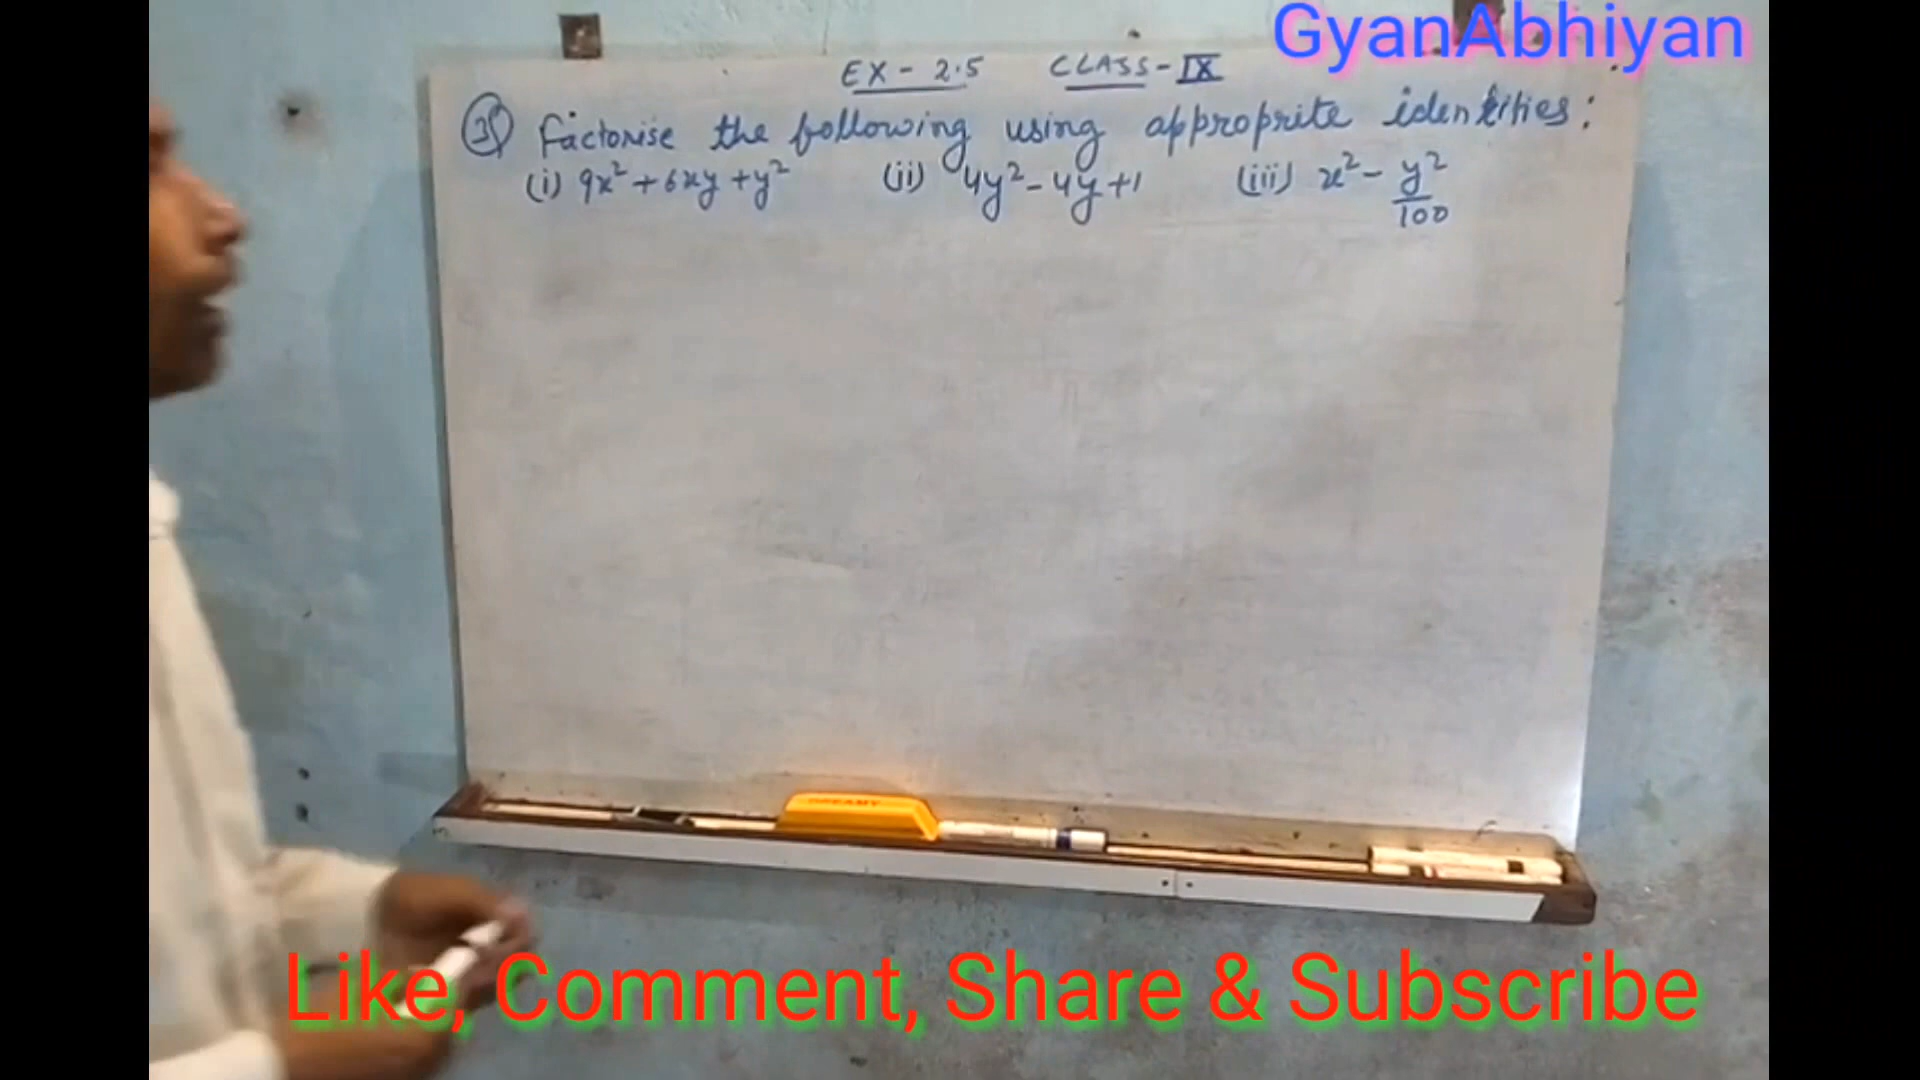 GyanAbhiyan
EX - 2.5 CLASS - IX
3) Factorise the following using approprite identities:
(i) 9x² + 6xy + y² (ii) 4y² - 4y + 1 (iii) x² - y²/100
Like, Comment, Share & Subscribe